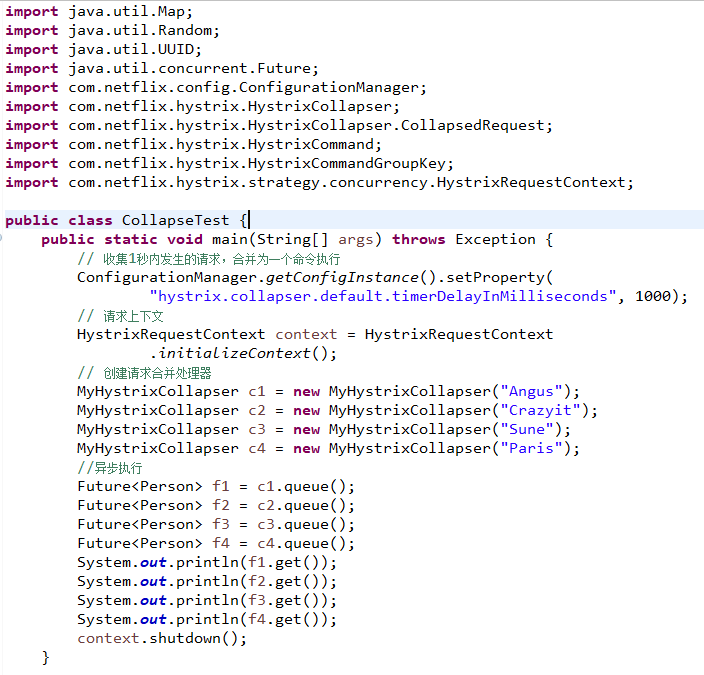 import java.util.Map;
import java.util.Random;
import java.util.UUID;
import java.util.concurrent.Future;
import com.netflix.config.ConfigurationManager;
import com.netflix.hystrix.HystrixCollapser;
import com.netflix.hystrix.HystrixCollapser.CollapsedRequest;
import com.netflix.hystrix.HystrixCommand;
import com.netflix.hystrix.HystrixCommandGroupKey;
import com.netflix.hystrix.strategy.concurrency.HystrixRequestContext;

public class CollapseTest {
    public static void main(String[] args) throws Exception {
        // 收集1秒内发生的请求，合并为一个命令执行
        ConfigurationManager.getConfigInstance().setProperty(
                "hystrix.collapser.default.timerDelayInMilliseconds", 1000);
        // 请求上下文
        HystrixRequestContext context = HystrixRequestContext
                .initializeContext();
        // 创建请求合并处理器
        MyHystrixCollapser c1 = new MyHystrixCollapser("Angus");
        MyHystrixCollapser c2 = new MyHystrixCollapser("Crazyit");
        MyHystrixCollapser c3 = new MyHystrixCollapser("Sune");
        MyHystrixCollapser c4 = new MyHystrixCollapser("Paris");
        //异步执行
        Future<Person> f1 = c1.queue();
        Future<Person> f2 = c2.queue();
        Future<Person> f3 = c3.queue();
        Future<Person> f4 = c4.queue();
        System.out.println(f1.get());
        System.out.println(f2.get());
        System.out.println(f3.get());
        System.out.println(f4.get());
        context.shutdown();
    }